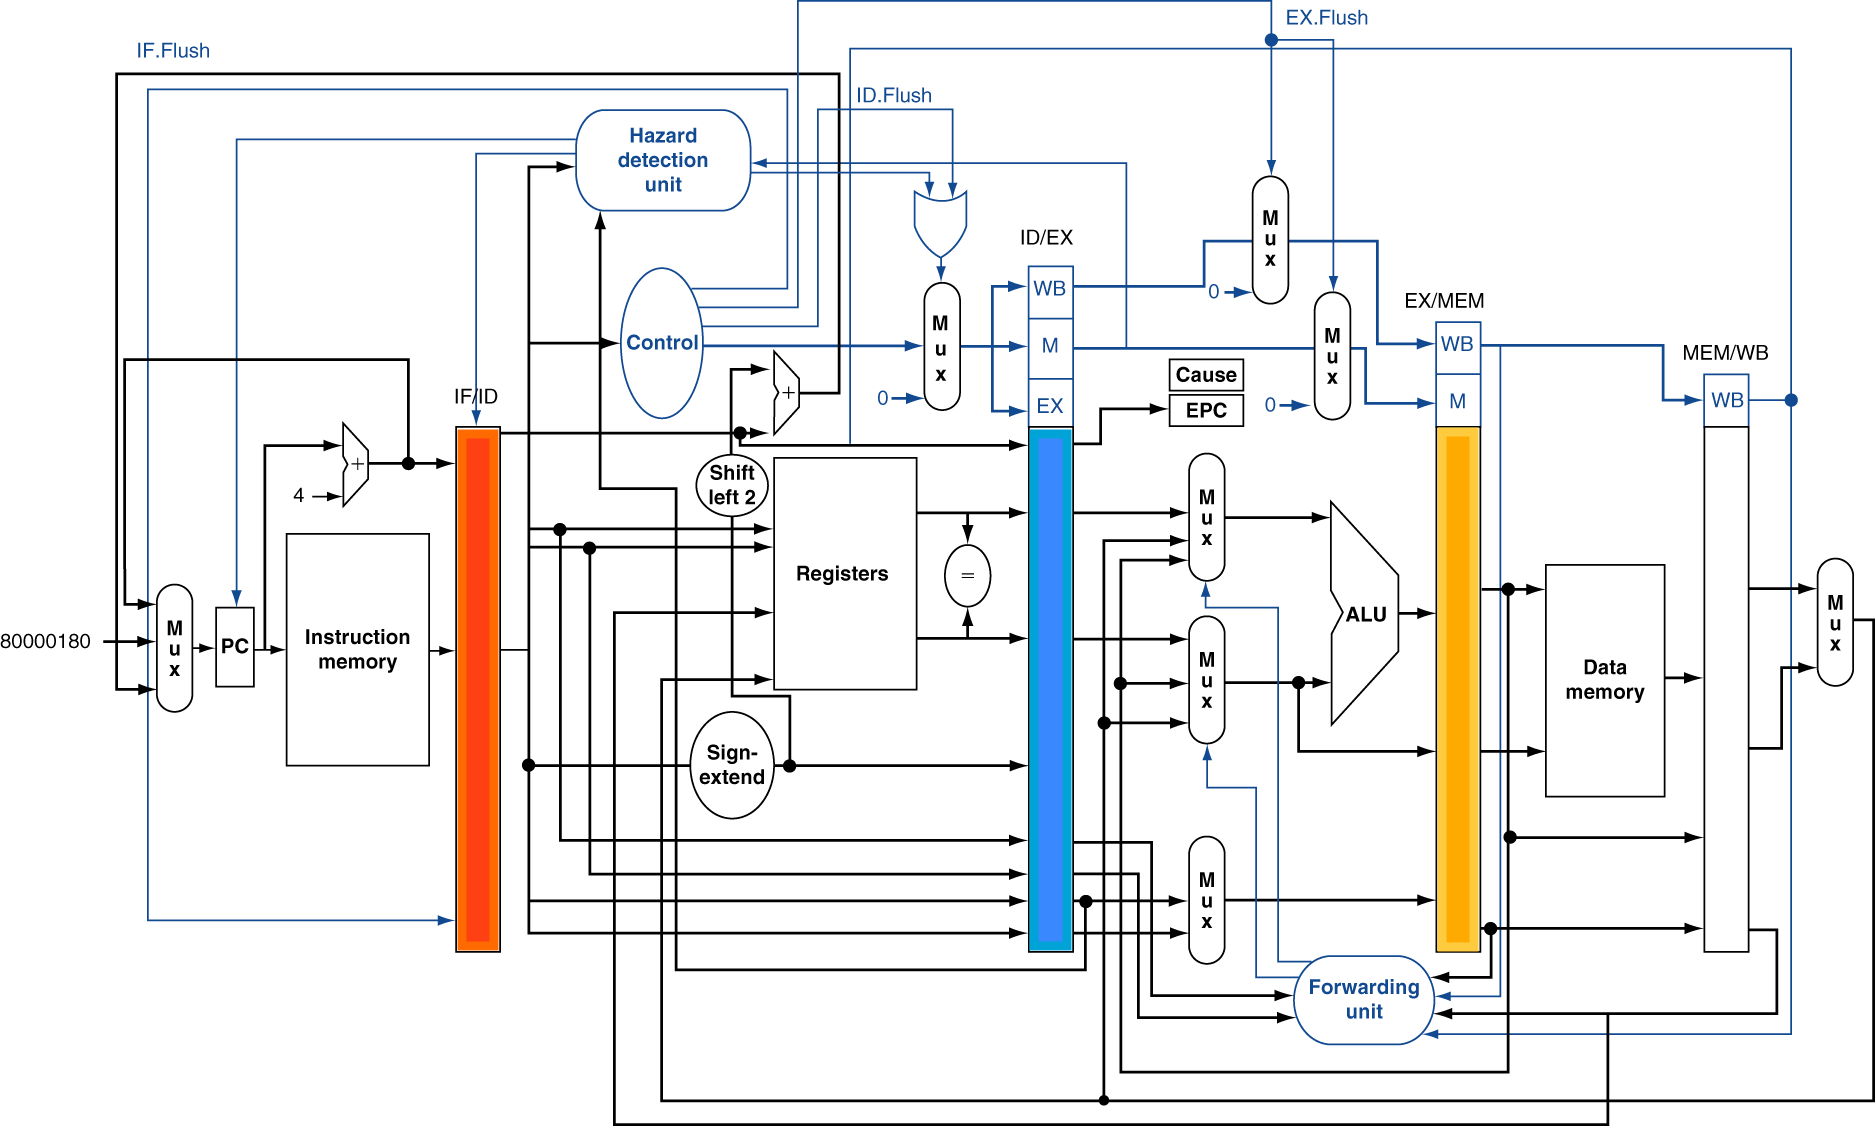 EX.Flush
IF.Flush
ID.Flush
Hazard
detection
unit
M
u
x
ID/EX
WB
EX/MEM
M
u
x
M
u
x
Control
M
WB
MEM/WB
0
0
0
EX
Cause
EPC
M
WB
IF/ID
+
+
4
Shift
left 2
M
u
x
Registers
=
M
u
x
ALU
M
u
x
80000180
M
u
x
PC
Instruction
memory
Data
memory
Sign-
extend
M
u
x
Forwarding
unit